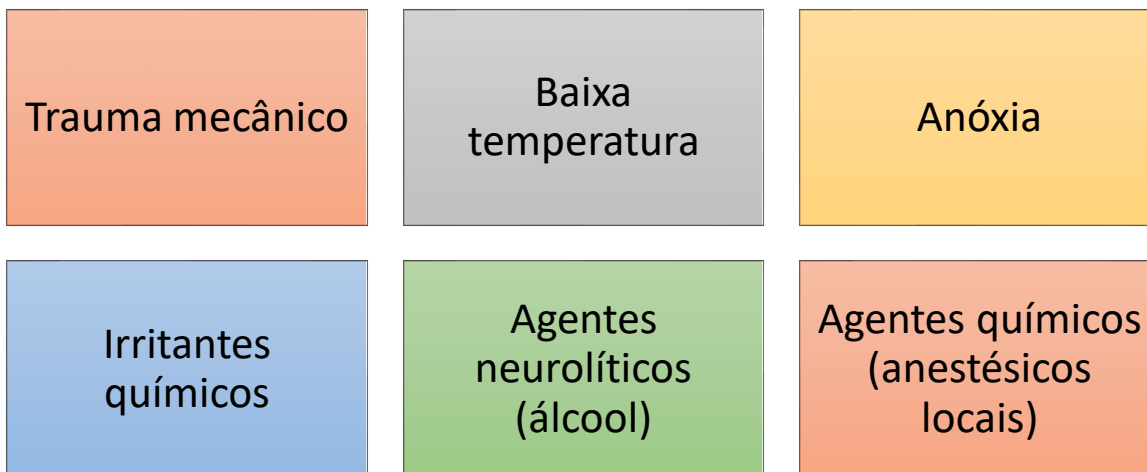 Trauma mecânico
Baixa
temperatura
Anóxia
Irritantes
químicos
Agentes
neurolíticos
(álcool)
Agentes químicos
(anestésicos
locais)